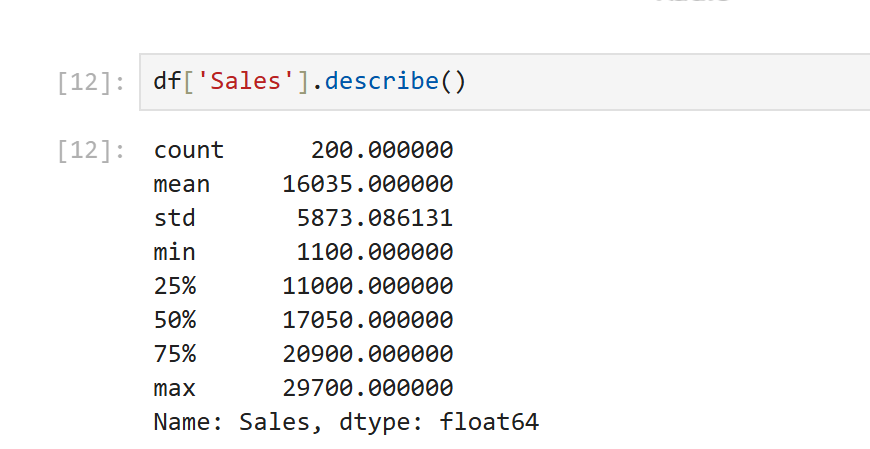 [12]: df['Sales'].describe()
[12]: count 200.000000
mean 16035.000000
std 5873.086131
min 1100.000000
25% 11000.000000
50% 17050.000000
75% 20900.000000
max 29700.000000
Name: Sales, dtype: float64